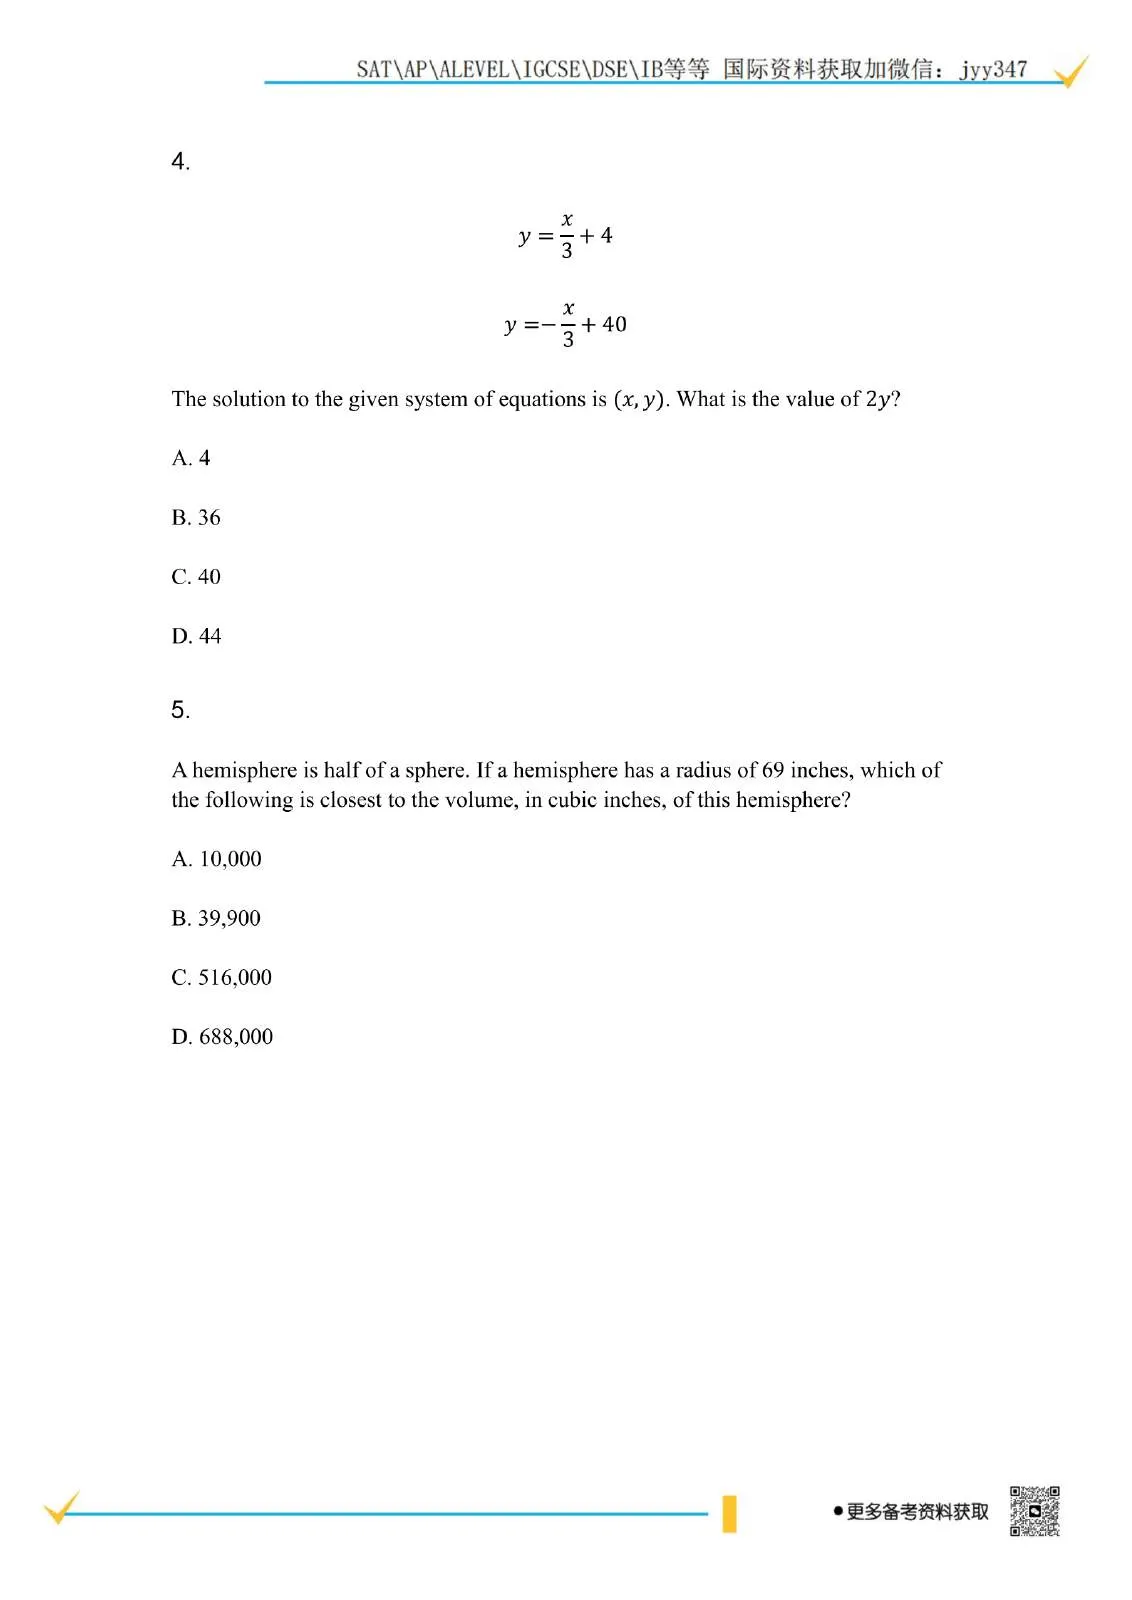 SAT\AP\ALEVEL\IGCSE\DSE\IB等等 国际资料获取加微信：jyy347
4.
y = x/3 + 4
y =− x/3 + 40
The solution to the given system of equations is (x, y). What is the value of 2y?
A. 4
B. 36
C. 40
D. 44
5.
A hemisphere is half of a sphere. If a hemisphere has a radius of 69 inches, which of
the following is closest to the volume, in cubic inches, of this hemisphere?
A. 10,000
B. 39,900
C. 516,000
D. 688,000
●更多备考资料获取